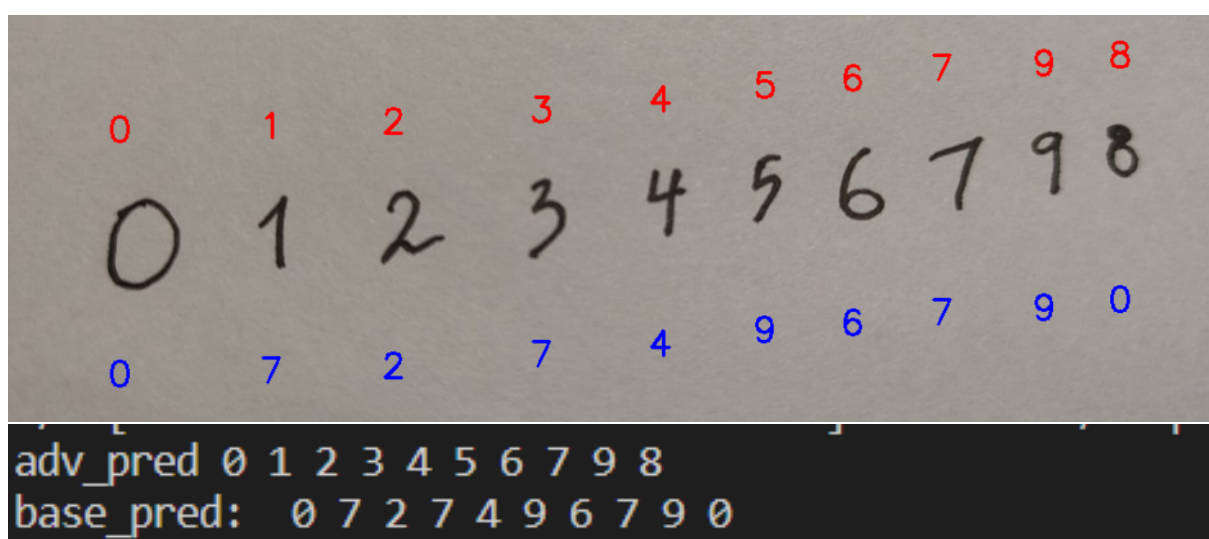 0 1 2 3 4 5 6 7 9 8
0 1 2 3 4 5 6 7 9 8
0 7 2 7 4 9 6 7 9 0
adv_pred 0 1 2 3 4 5 6 7 9 8
base_pred: 0 7 2 7 4 9 6 7 9 0